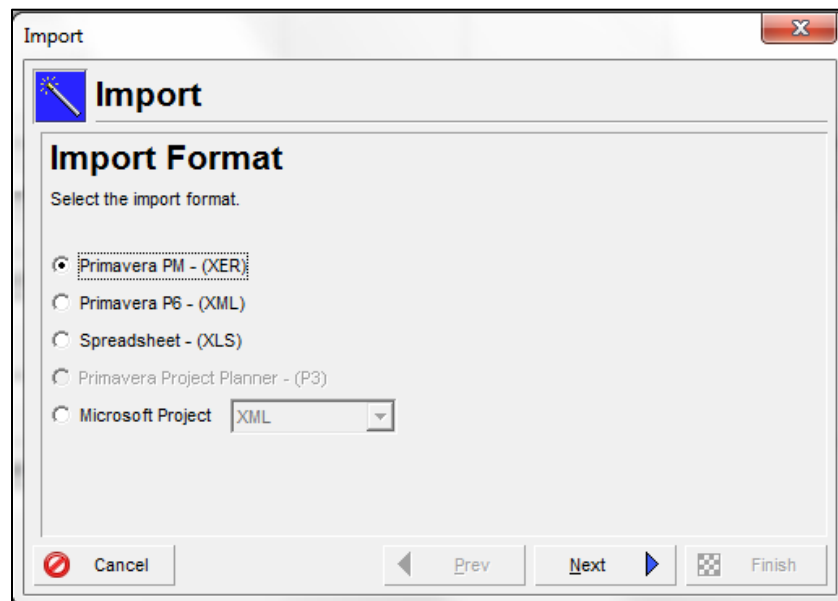 Import
Import
Import Format
Select the import format.
Primavera PM - (XER)
Primavera P6 - (XML)
Spreadsheet - (XLS)
Primavera Project Planner - (P3)
Microsoft Project XML
Cancel Prev Next Finish